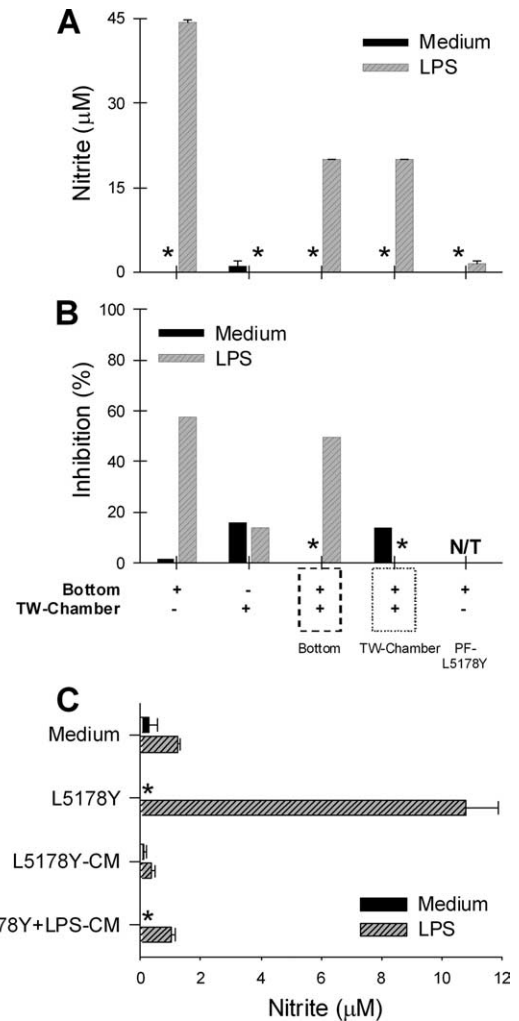 A
45
Medium
LPS
30
Nitrite (μM)
15
* * * * *
0
B
100
Medium
80
LPS
60
Inhibition (%)
40
20
* * N/T
0
Bottom + - + + +
TW-Chamber - + + + -
Bottom TW-Chamber PF-
L5178Y
C
Medium
*
L5178Y
L5178Y-CM
*
78Y+LPS-CM
Medium
LPS
0 2 4 6 8 10 12
Nitrite (μM)